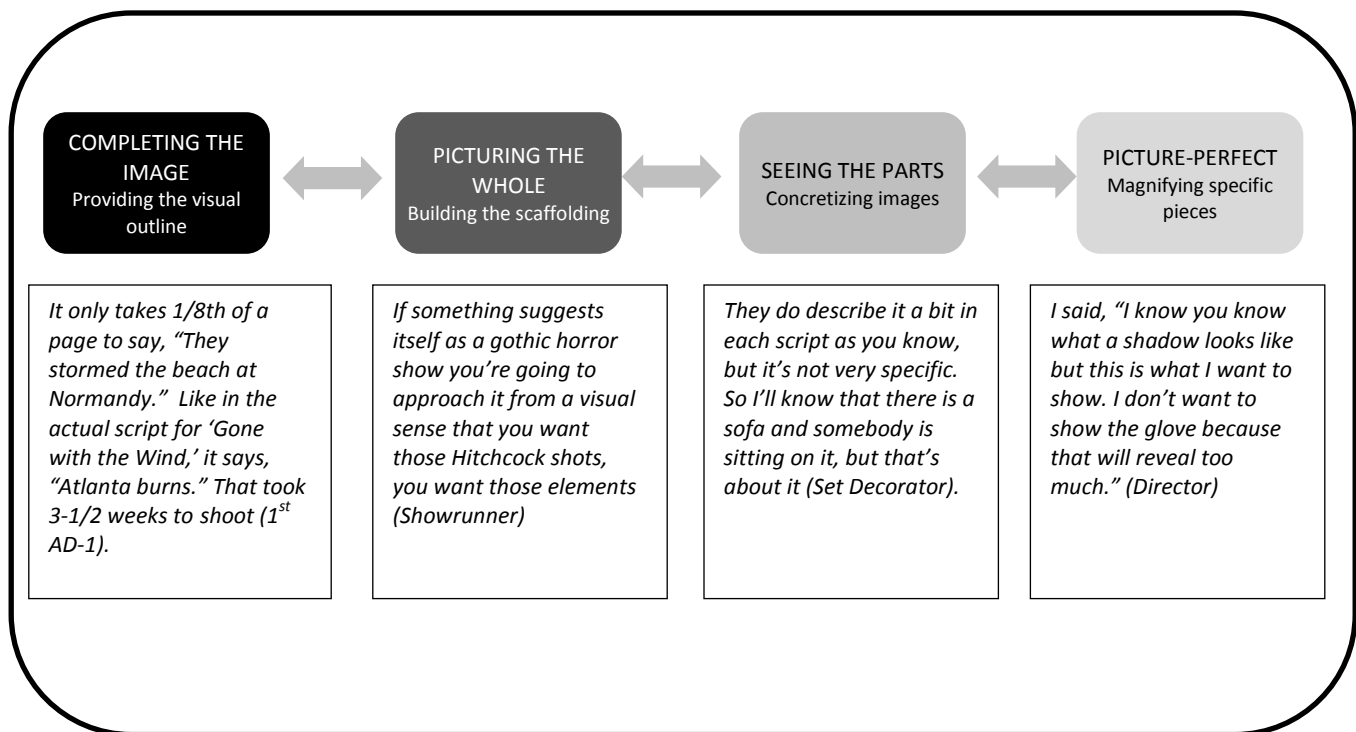 COMPLETING THE
IMAGE
Providing the visual
outline
PICTURING THE
WHOLE
Building the scaffolding
SEEING THE PARTS
Concretizing images
PICTURE-PERFECT
Magnifying specific
pieces
It only takes 1/8th of a
page to say, “They
stormed the beach at
Normandy.”  Like in the
actual script for ‘Gone
with the Wind,’ it says,
“Atlanta burns.” That took
3-1/2 weeks to shoot (1st
AD-1).
If something suggests
itself as a gothic horror
show you’re going to
approach it from a visual
sense that you want
those Hitchcock shots,
you want those elements
(Showrunner)
They do describe it a bit in
each script as you know,
but it’s not very specific.
So I’ll know that there is a
sofa and somebody is
sitting on it, but that’s
about it (Set Decorator).
I said, “I know you know
what a shadow looks like
but this is what I want to
show. I don’t want to
show the glove because
that will reveal too
much.” (Director)